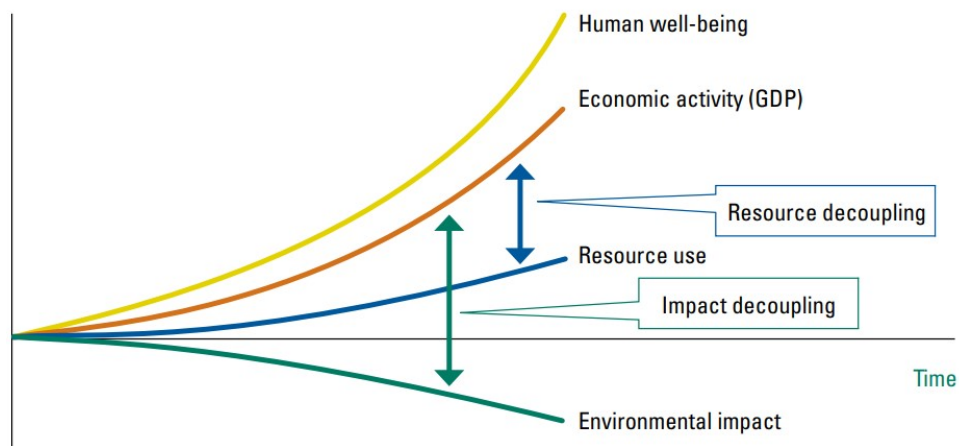 Human well-being
Economic activity (GDP)
Resource decoupling
Resource use
Impact decoupling
Time
Environmental impact